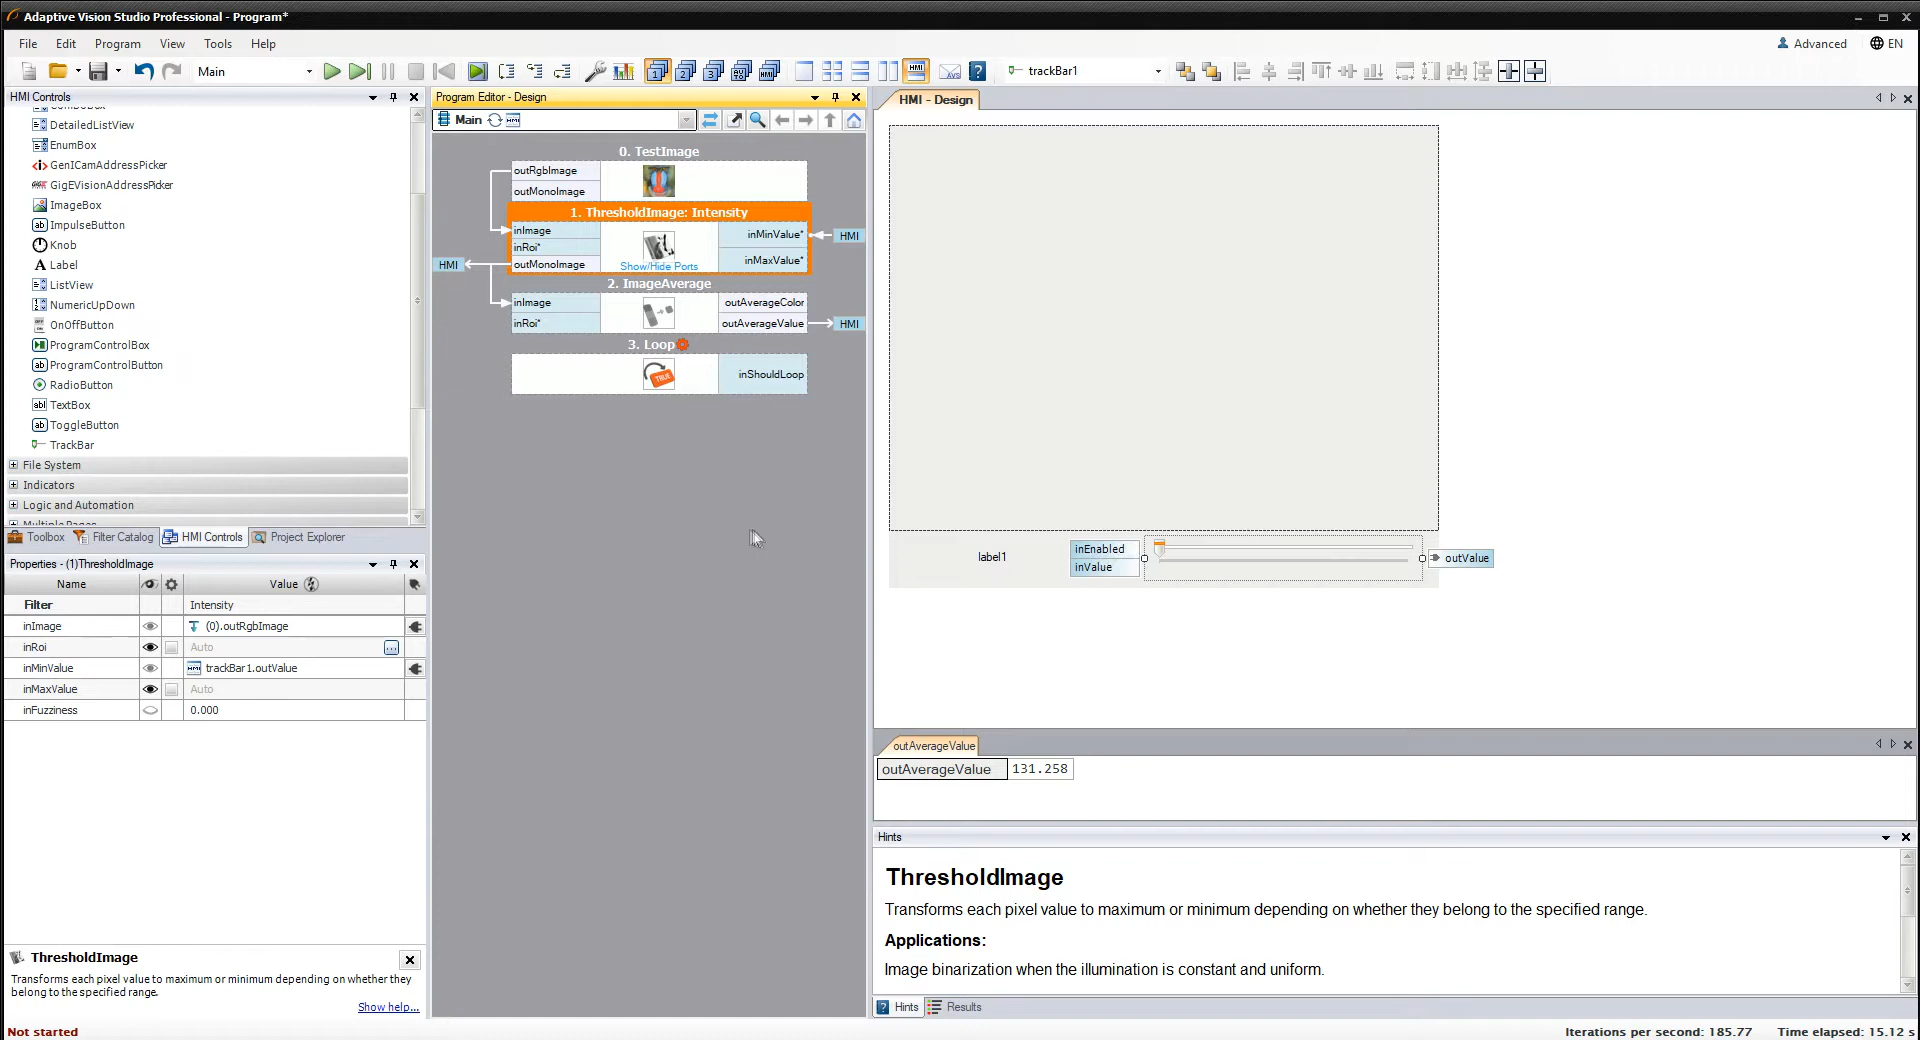 Adaptive Vision Studio Professional - Program*
File Edit Program View Tools Help
Advanced EN
Main
trackBar1
HMI Controls
DetailedListView
EnumBox
GenICamAddressPicker
GigEVisionAddressPicker
ImageBox
ImpulseButton
Knob
Label
ListView
NumericUpDown
OnOffButton
ProgramControlBox
ProgramControlButton
RadioButton
TextBox
ToggleButton
TrackBar
File System
Indicators
Logic and Automation
Toolbox Filter Catalog HMI Controls Project Explorer
Properties - (1)ThresholdImage
Name Value
Filter Intensity
inImage (0).outRgbImage
inRoi Auto ...
inMinValue trackBar1.outValue
inMaxValue Auto
inFuzziness 0.000
ThresholdImage
Transforms each pixel value to maximum or minimum depending on whether they
belong to the specified range.
Show help...
Not started
Program Editor - Design
Main
0. TestImage
outRgbImage
outMonoImage
1. ThresholdImage: Intensity
inImage
inRoi*
outMonoImage
Show/Hide Ports
inMinValue*
inMaxValue*
HMI
HMI
2. ImageAverage
inImage
inRoi*
outAverageColor
outAverageValue
HMI
3. Loop
TRUE
inShouldLoop
HMI - Design
label1
inEnabled
inValue
outValue
outAverageValue
outAverageValue 131.258
Hints
ThresholdImage
Transforms each pixel value to maximum or minimum depending on whether they belong to the specified range.
Applications:
Image binarization when the illumination is constant and uniform.
Hints Results
Iterations per second: 185.77 Time elapsed: 15.12 s